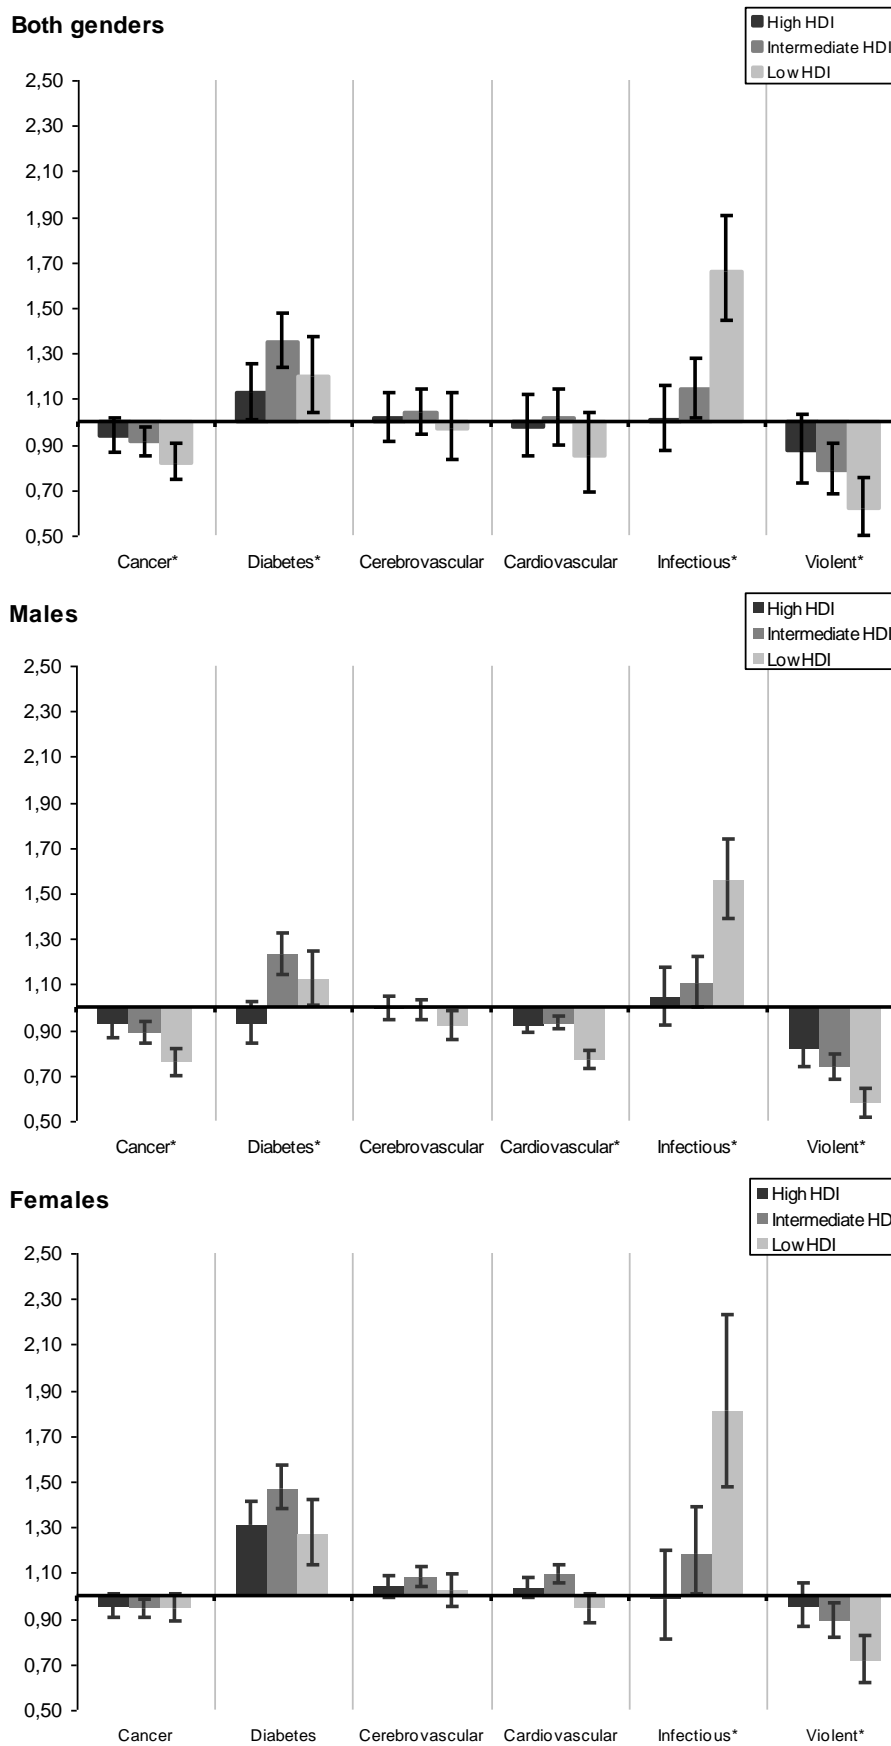 Both genders
High HDI
Intermediate HDI
Low HDI
2,50
2,30
2,10
1,90
1,70
1,50
1,30
1,10
0,90
0,70
0,50
Cancer* Diabetes* Cerebrovascular Cardiovascular Infectious* Violent*
Males
High HDI
Intermediate HDI
Low HDI
2,50
2,30
2,10
1,90
1,70
1,50
1,30
1,10
0,90
0,70
0,50
Cancer* Diabetes* Cerebrovascular Cardiovascular* Infectious* Violent*
Females
High HDI
Intermediate HD
Low HDI
2,50
2,30
2,10
1,90
1,70
1,50
1,30
1,10
0,90
0,70
0,50
Cancer Diabetes Cerebrovascular Cardiovascular Infectious* Violent*